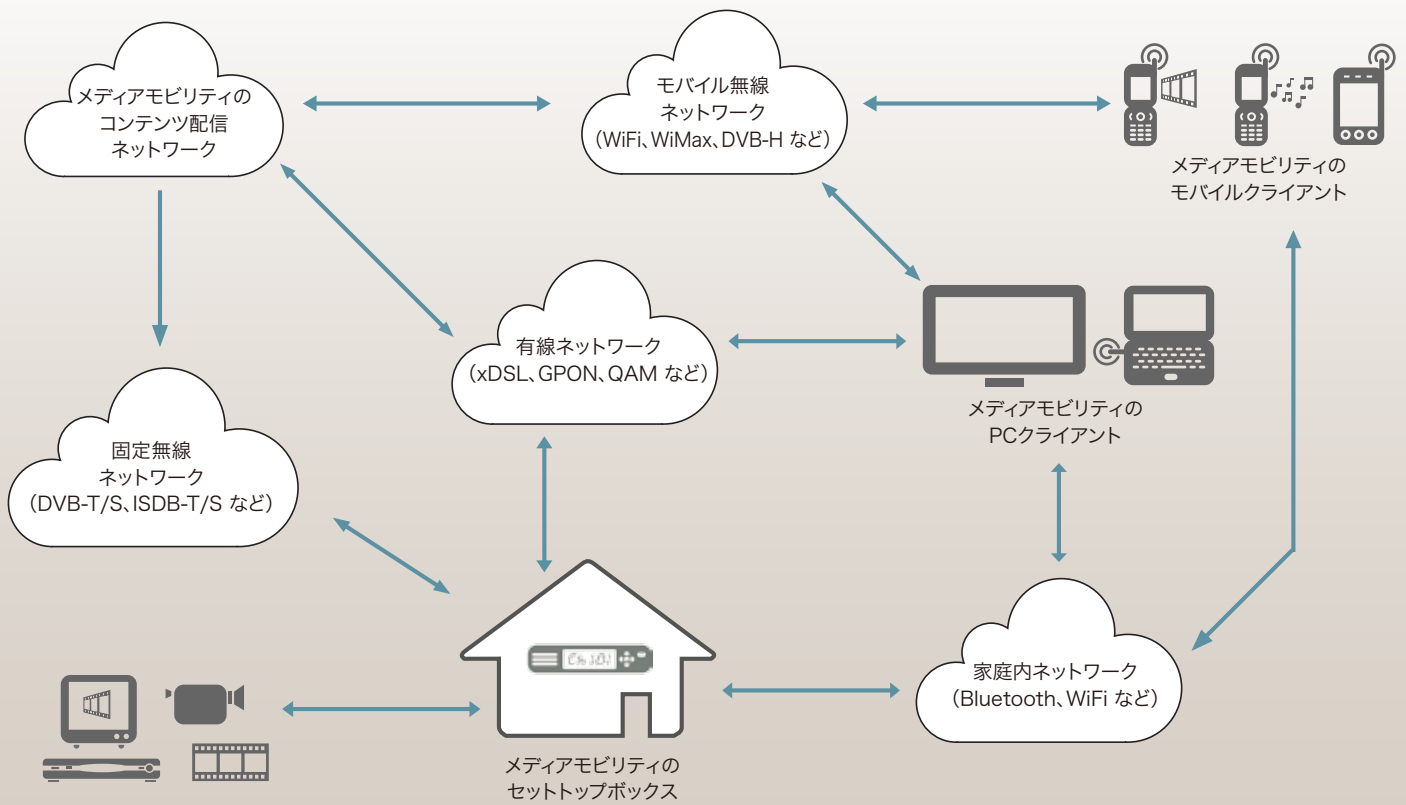 メディアモビリティの
コンテンツ配信
ネットワーク
モバイル無線
ネットワーク
（WiFi、WiMax、DVB-H など）
メディアモビリティの
モバイルクライアント
有線ネットワーク
（xDSL、GPON、QAM など）
メディアモビリティの
PCクライアント
固定無線
ネットワーク
（DVB-T/S、ISDB-T/S など）
家庭内ネットワーク
（Bluetooth、WiFi など）
メディアモビリティの
セットトップボックス